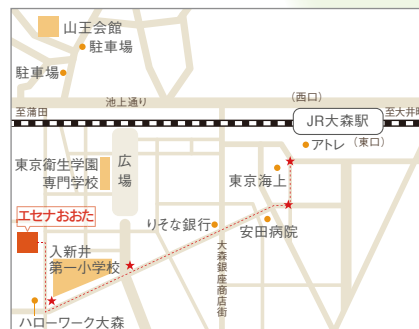 山王会館
駐車場
駐車場
池上通り
(西口)
至蒲田
JR大森駅
至大井町
アトレ
(東口)
東京衛生学園
専門学校
広場
東京海上
エセナおおた
りそな銀行
安田病院
入新井
第一小学校
大森銀座商店街
ハローワーク大森